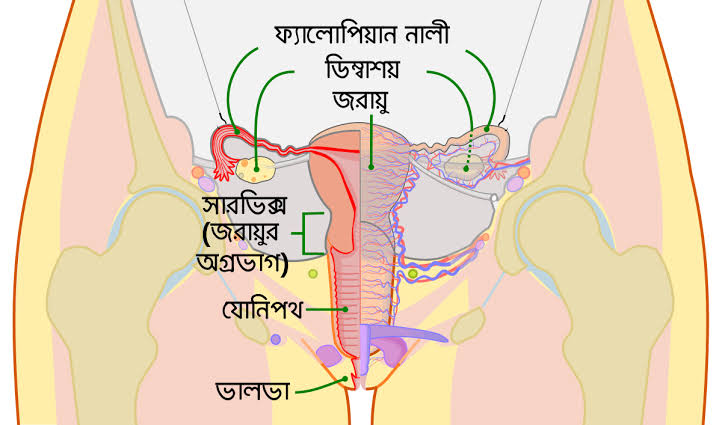 ফ্যালোপিয়ান নালী
ডিম্বাশয়
জরায়ু
সারভিক্স
(জরায়ুর
অগ্রভাগ)
যোনিপথ
ভালভা